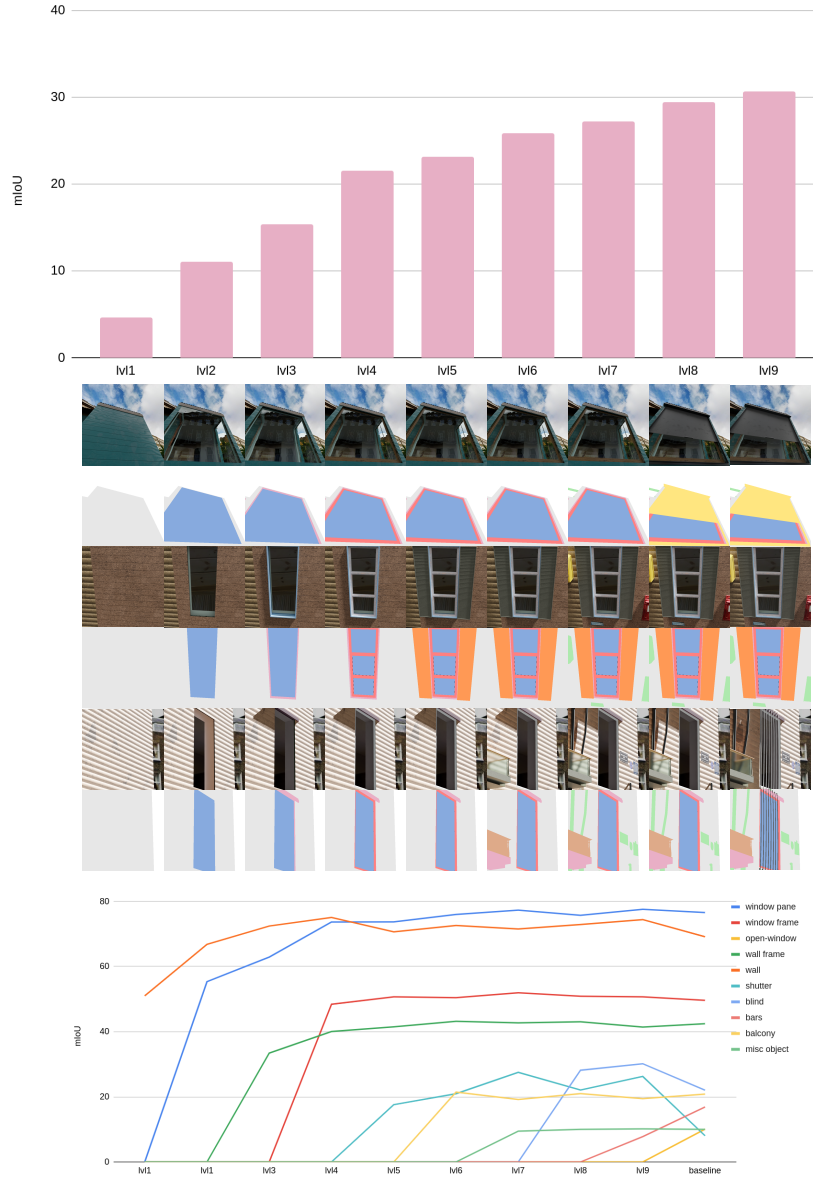 40
30
20
10
0
mIoU
lvl1 lvl2 lvl3 lvl4 lvl5 lvl6 lvl7 lvl8 lvl9
80
60
40
20
0
mIoU
lvl1 lvl1 lvl3 lvl4 lvl5 lvl6 lvl7 lvl8 lvl9 baseline
window pane
window frame
open-window
wall frame
wall
shutter
blind
bars
balcony
misc object